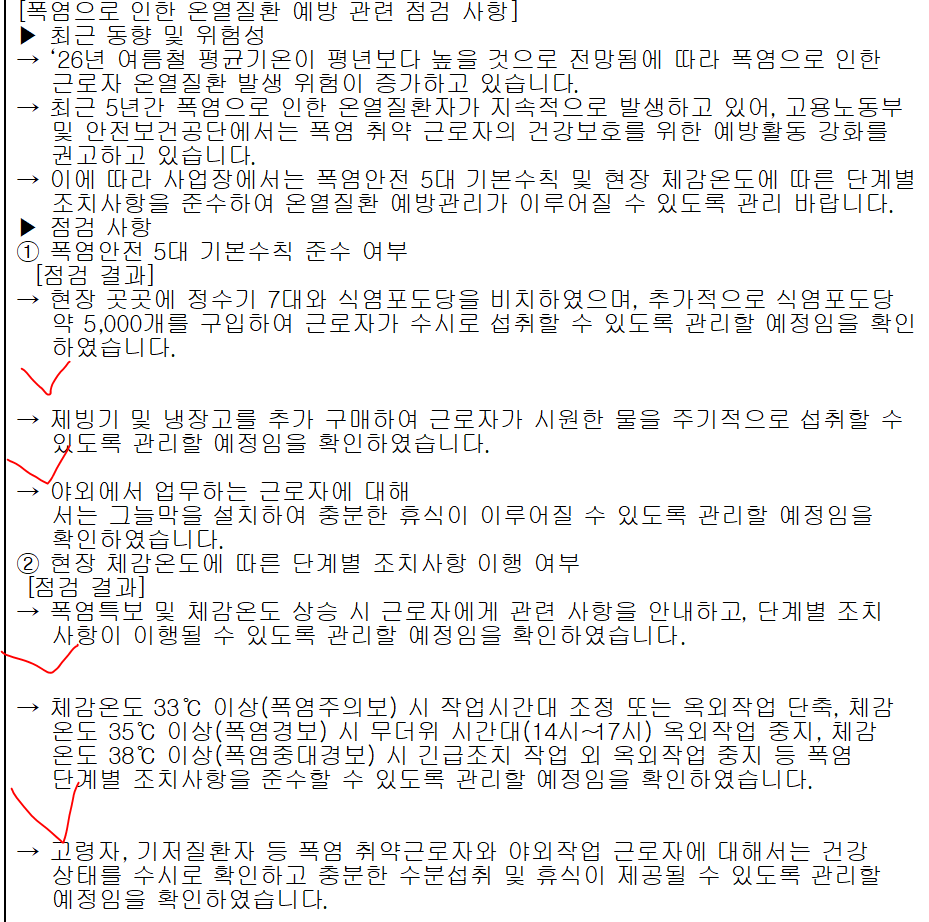 [폭염으로 인한 온열질환 예방 관련 점검 사항]
▶ 최근 동향 및 위험성
→ ‘26년 여름철 평균기온이 평년보다 높을 것으로 전망됨에 따라 폭염으로 인한
근로자 온열질환 발생 위험이 증가하고 있습니다.
→ 최근 5년간 폭염으로 인한 온열질환자가 지속적으로 발생하고 있어, 고용노동부
및 안전보건공단에서는 폭염 취약 근로자의 건강보호를 위한 예방활동 강화를
권고하고 있습니다.
→ 이에 따라 사업장에서는 폭염안전 5대 기본수칙 및 현장 체감온도에 따른 단계별
조치사항을 준수하여 온열질환 예방관리가 이루어질 수 있도록 관리 바랍니다.
▶ 점검 사항
① 폭염안전 5대 기본수칙 준수 여부
[점검 결과]
→ 현장 곳곳에 정수기 7대와 식염포도당을 비치하였으며, 추가적으로 식염포도당
약 5,000개를 구입하여 근로자가 수시로 섭취할 수 있도록 관리할 예정임을 확인
하였습니다.
→ 제빙기 및 냉장고를 추가 구매하여 근로자가 시원한 물을 주기적으로 섭취할 수
있도록 관리할 예정임을 확인하였습니다.
→ 야외에서 업무하는 근로자에 대해
서는 그늘막을 설치하여 충분한 휴식이 이루어질 수 있도록 관리할 예정임을
확인하였습니다.
② 현장 체감온도에 따른 단계별 조치사항 이행 여부
[점검 결과]
→ 폭염특보 및 체감온도 상승 시 근로자에게 관련 사항을 안내하고, 단계별 조치
사항이 이행될 수 있도록 관리할 예정임을 확인하였습니다.
→ 체감온도 33℃ 이상(폭염주의보) 시 작업시간대 조정 또는 옥외작업 단축, 체감
온도 35℃ 이상(폭염경보) 시 무더위 시간대(14시~17시) 옥외작업 중지, 체감
온도 38℃ 이상(폭염중대경보) 시 긴급조치 작업 외 옥외작업 중지 등 폭염
단계별 조치사항을 준수할 수 있도록 관리할 예정임을 확인하였습니다.
→ 고령자, 기저질환자 등 폭염 취약근로자와 야외작업 근로자에 대해서는 건강
상태를 수시로 확인하고 충분한 수분섭취 및 휴식이 제공될 수 있도록 관리할
예정임을 확인하였습니다.